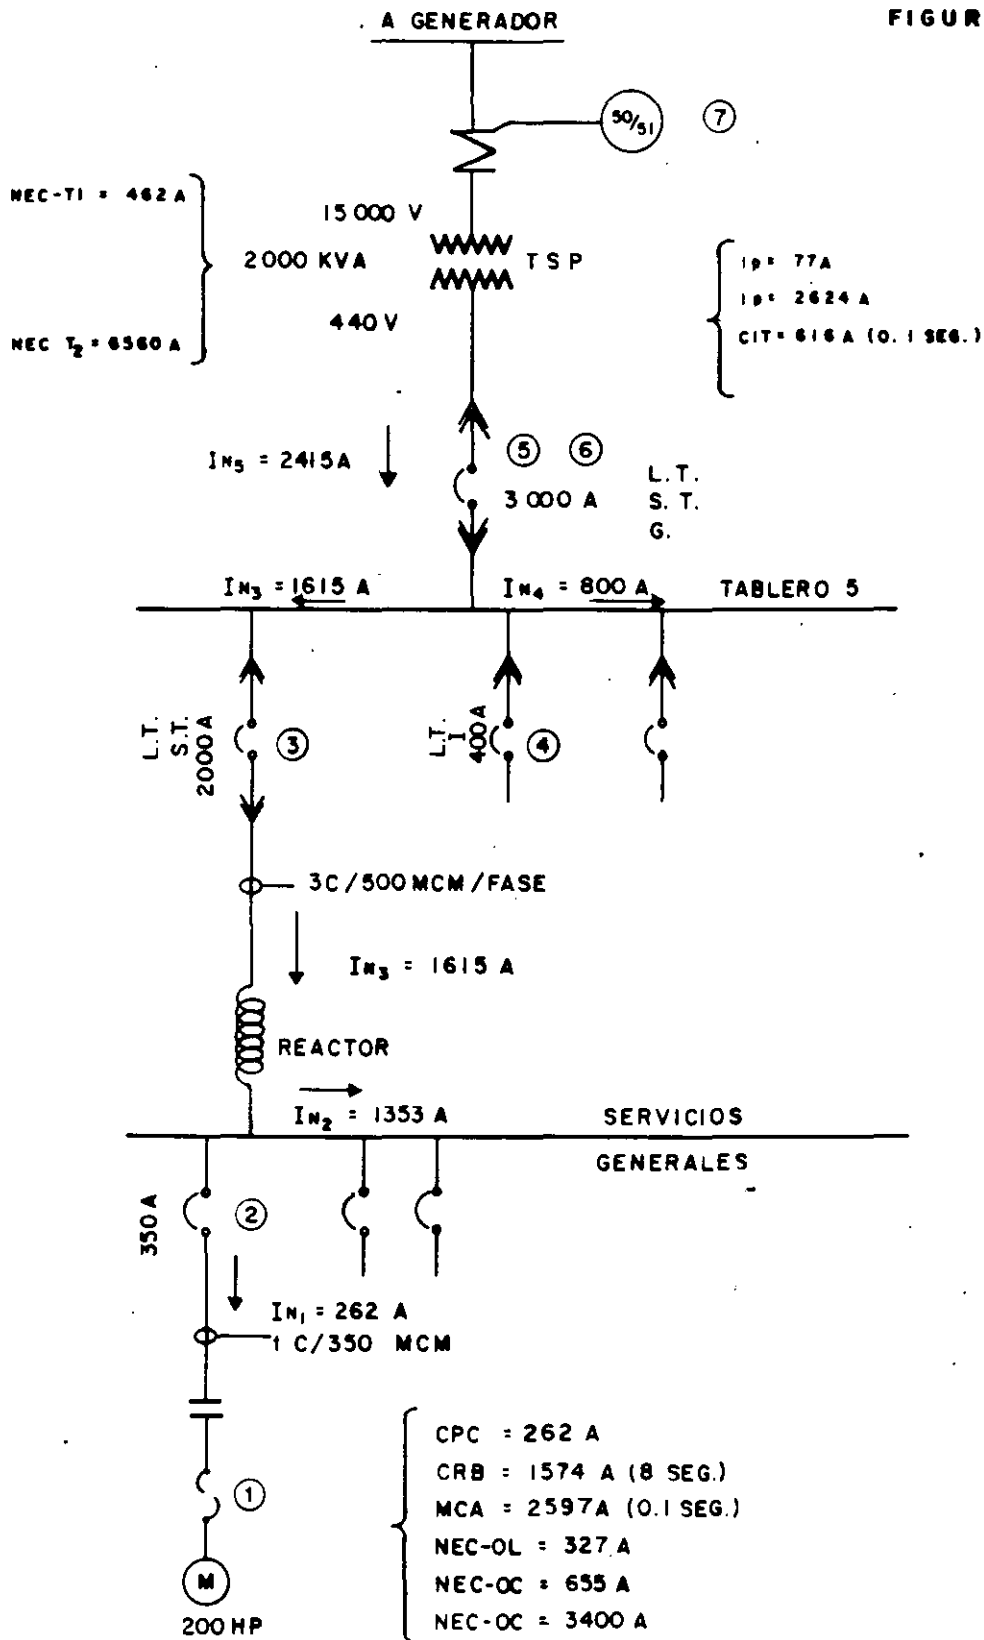 A GENERADOR
FIGUR
50/51
7
NEC-T1 = 462 A
15 000 V
2000 KVA
TSP
440 V
NEC T2 = 6560 A
Ip= 77A
Ip= 2624 A
CIT= 616 A (0.1 SEG.)
IN5 = 2415A
5 6
3 000 A
L.T.
S.T.
G.
IN3 = 1615 A
IN4 = 800 A
TABLERO 5
L.T.
S.T.
2000A
3
L.T.
I
400A
4
3C/500 MCM/FASE
IN3 = 1615 A
REACTOR
IN2 = 1353 A
SERVICIOS
GENERALES
350 A
2
IN1 = 262 A
1 C/350 MCM
1
M
200 HP
CPC = 262 A
CRB = 1574 A (8 SEG.)
MCA = 2597A (0.1 SEG.)
NEC-OL = 327 A
NEC-OC = 655 A
NEC-OC = 3400 A